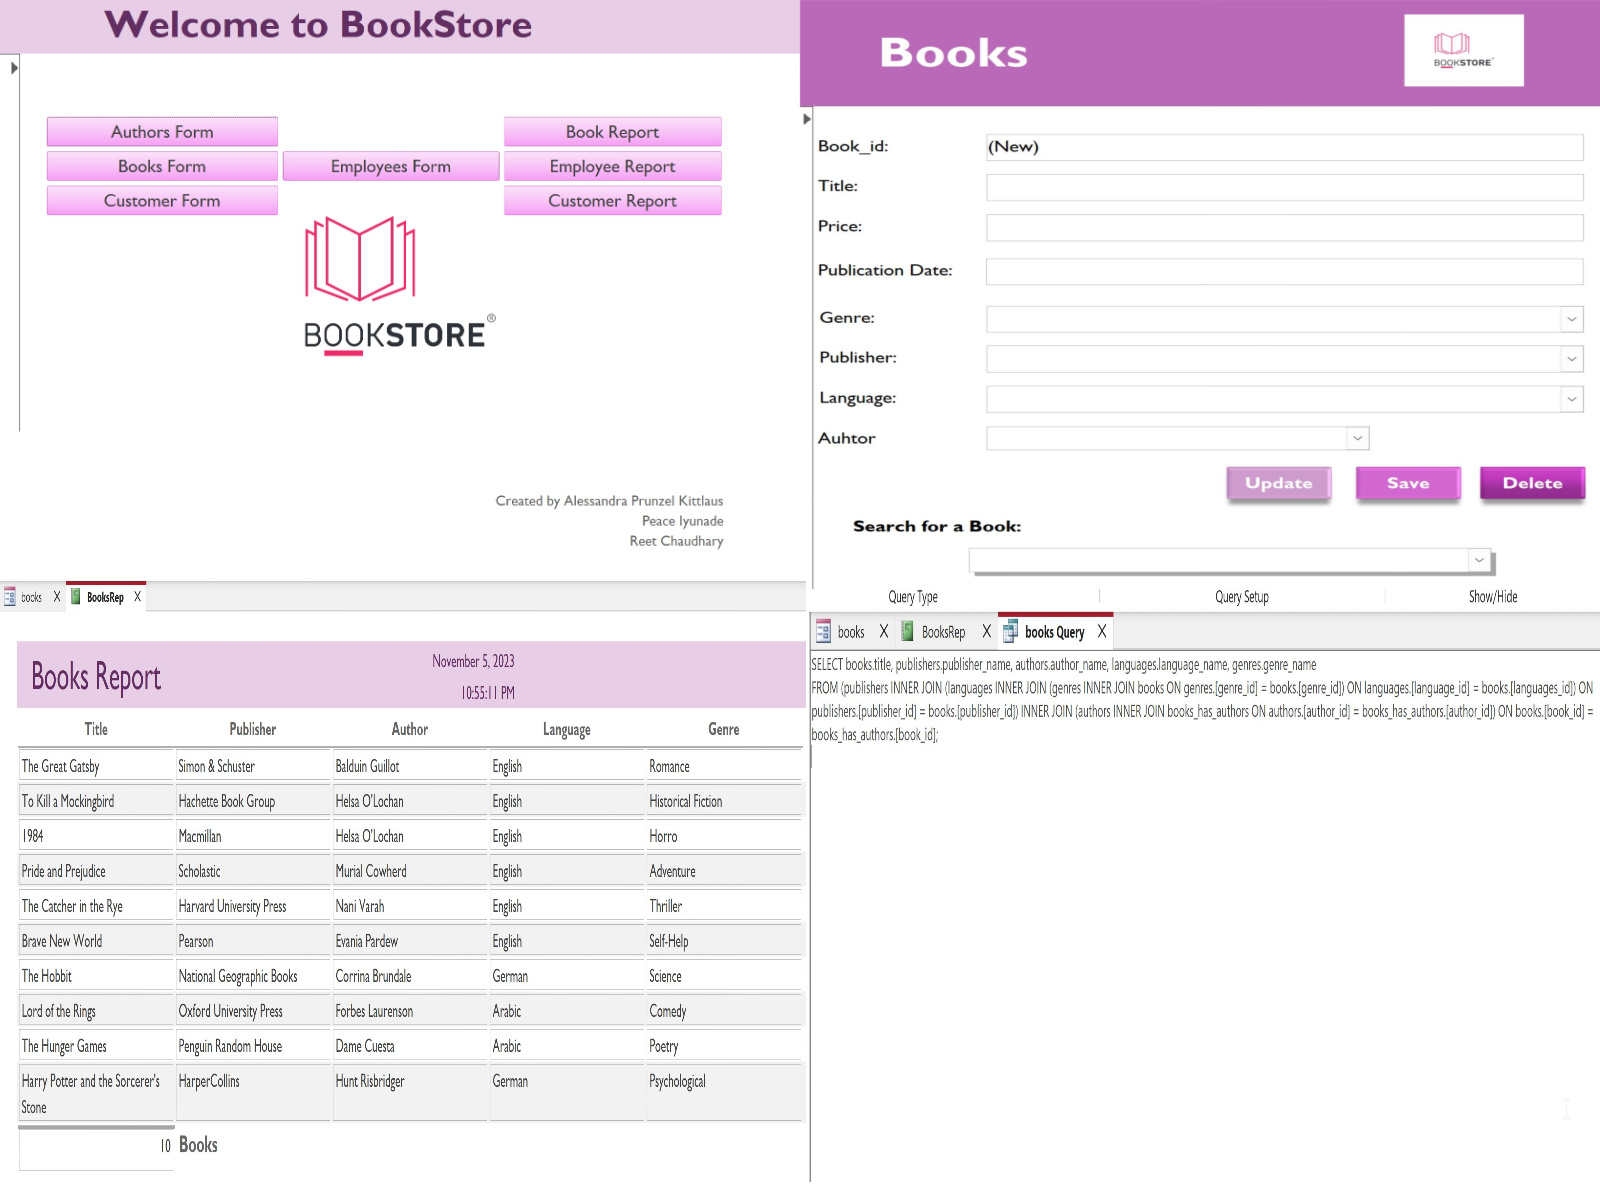 Welcome to BookStore
Authors Form
Book Report
Books Form
Employees Form
Employee Report
Customer Form
Customer Report
BOOKSTORE®
Created by Alessandra Prunzel Kittlaus
Peace Iyunade
Reet Chaudhary
Books
BOOKSTORE
Book_id:
(New)
Title:
Price:
Publication Date:
Genre:
Publisher:
Language:
Auhtor
Update Save Delete
Search for a Book:
books X BooksRep X
Books Report
November 5, 2023
10:55:11 PM
Title Publisher Author Language Genre
The Great Gatsby Simon & Schuster Balduin Guillot English Romance
To Kill a Mockingbird Hachette Book Group Helsa O'Lochan English Historical Fiction
1984 Macmillan Helsa O'Lochan English Horro
Pride and Prejudice Scholastic Murial Cowherd English Adventure
The Catcher in the Rye Harvard University Press Nani Varah English Thriller
Brave New World Pearson Evania Pardew English Self-Help
The Hobbit National Geographic Books Corrina Brundale German Science
Lord of the Rings Oxford University Press Forbes Laurenson Arabic Comedy
The Hunger Games Penguin Random House Dame Cuesta Arabic Poetry
Harry Potter and the Sorcerer's HarperCollins Hunt Risbridger German Psychological
Stone
10 Books
Query Type Query Setup Show/Hide
books X BooksRep X books Query X
SELECT books.title, publishers.publisher_name, authors.author_name, languages.language_name, genres.genre_name
FROM (publishers INNER JOIN (languages INNER JOIN (genres INNER JOIN books ON genres.[genre_id] = books.[genre_id]) ON languages.[language_id] = books.[languages_id]) ON
publishers.[publisher_id] = books.[publisher_id]) INNER JOIN (authors INNER JOIN books_has_authors ON authors.[author_id] = books_has_authors.[author_id]) ON books.[book_id] =
books_has_authors.[book_id];